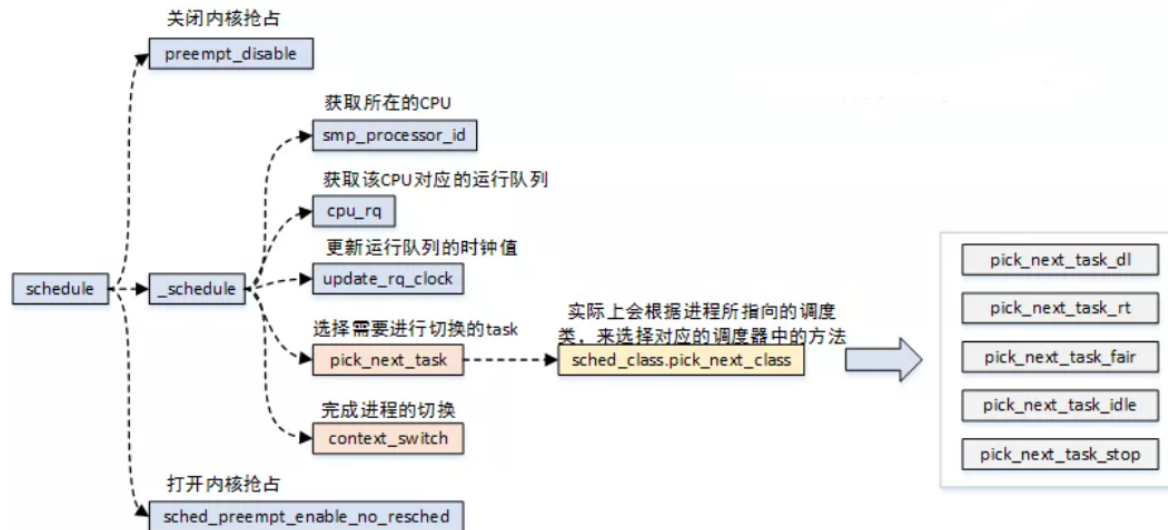 关闭内核抢占
preempt_disable
获取所在的CPU
smp_processor_id
获取该CPU对应的运行队列
cpu_rq
更新运行队列的时钟值
schedule
_schedule
update_rq_clock
选择需要进行切换的task
pick_next_task
实际上会根据进程所指向的调度
类，来选择对应的调度器中的方法
sched_class.pick_next_class
完成进程的切换
context_switch
打开内核抢占
sched_preempt_enable_no_resched
pick_next_task_dl
pick_next_task_rt
pick_next_task_fair
pick_next_task_idle
pick_next_task_stop